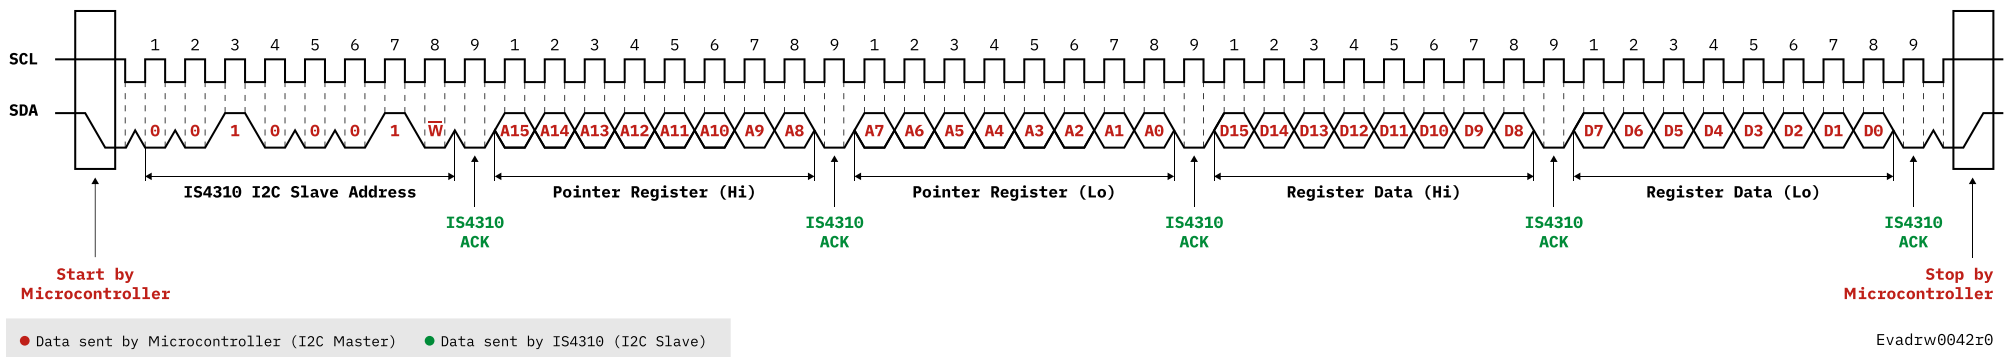 1 2 3 4 5 6 7 8 9 1 2 3 4 5 6 7 8 9 1 2 3 4 5 6 7 8 9 1 2 3 4 5 6 7 8 9 1 2 3 4 5 6 7 8 9
SCL
SDA
0 0 1 0 0 0 1 W̅ A15 A14 A13 A12 A11 A10 A9 A8 A7 A6 A5 A4 A3 A2 A1 A0 D15 D14 D13 D12 D11 D10 D9 D8 D7 D6 D5 D4 D3 D2 D1 D0
IS4310 I2C Slave Address Pointer Register (Hi) Pointer Register (Lo) Register Data (Hi) Register Data (Lo)
IS4310 IS4310 IS4310 IS4310 IS4310
ACK ACK ACK ACK ACK
Start by Stop by
Microcontroller Microcontroller
Data sent by Microcontroller (I2C Master) Data sent by IS4310 (I2C Slave) Evadrw0042r0